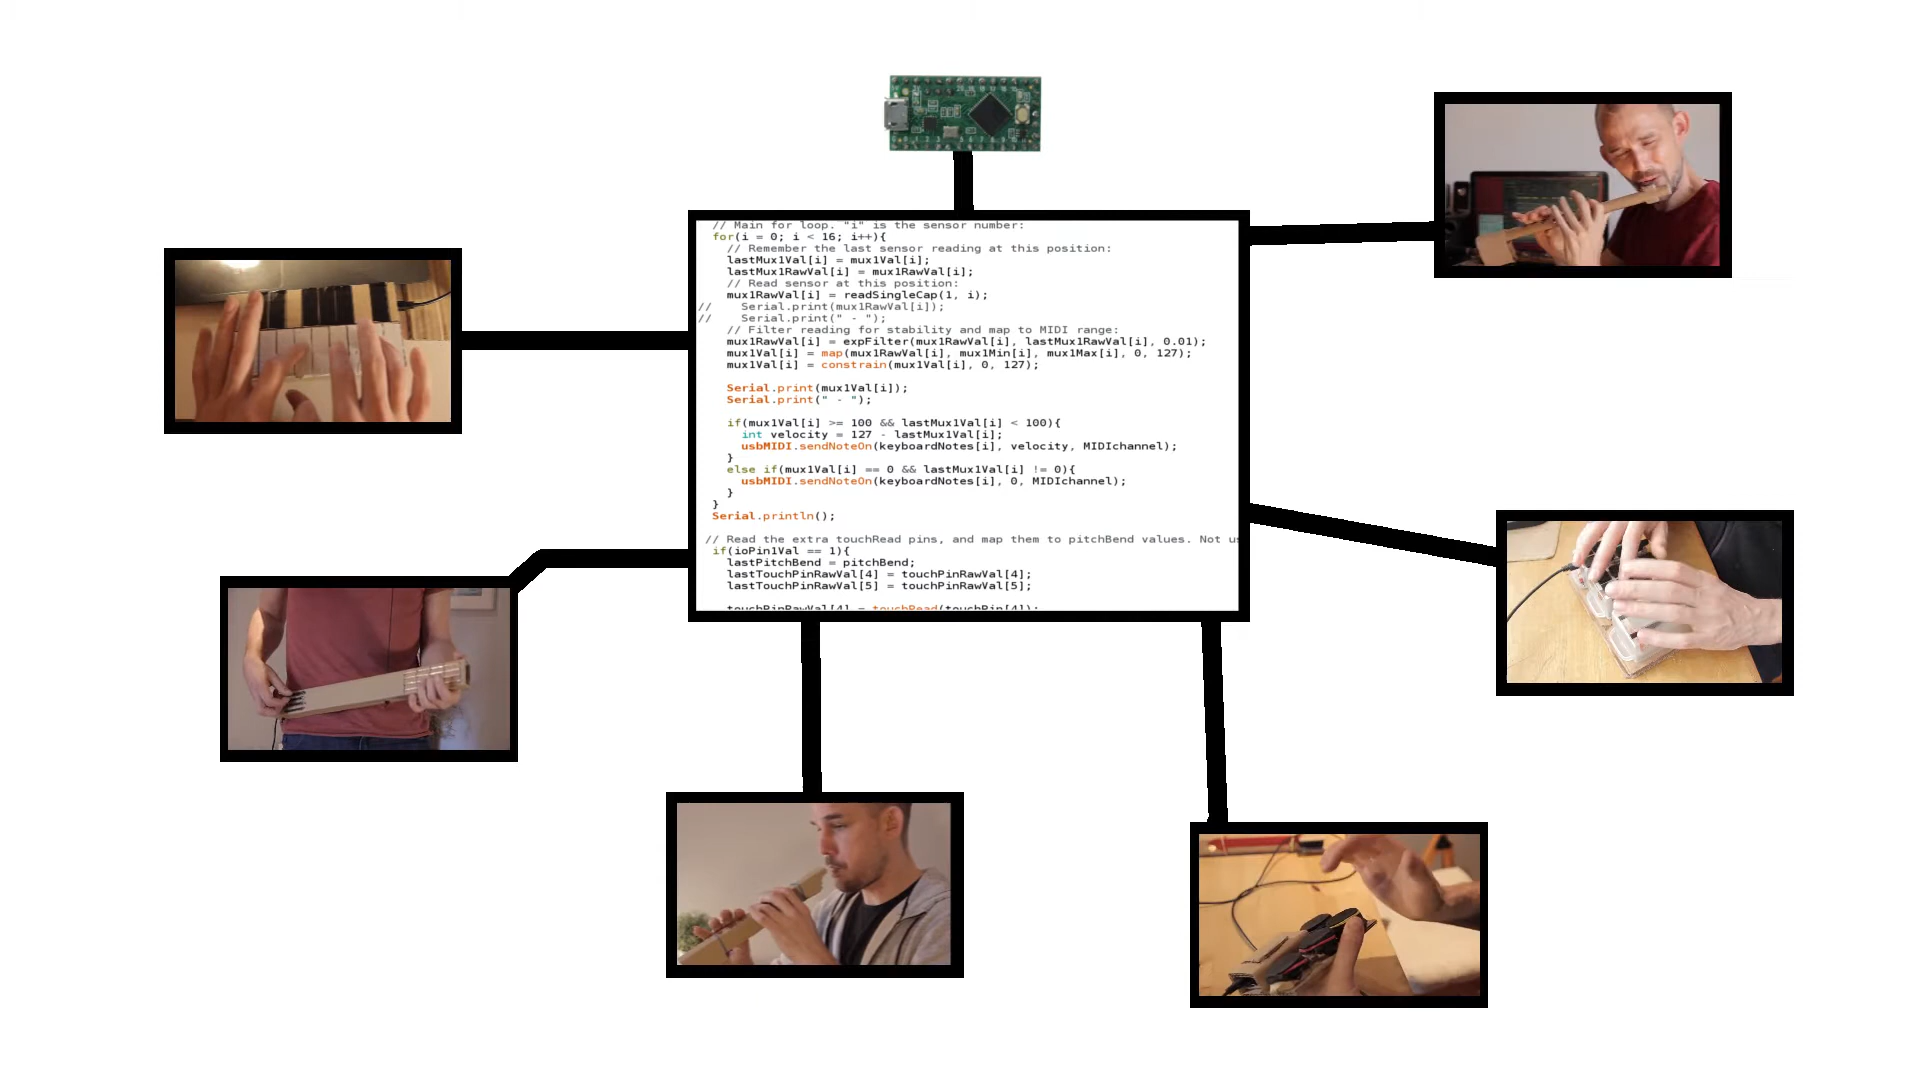 // Main for loop. "i" is the sensor number:
for(i = 0; i < 16; i++){
// Remember the last sensor reading at this position:
lastMux1Val[i] = mux1Val[i];
lastMux1RawVal[i] = mux1RawVal[i];
// Read sensor at this position:
mux1RawVal[i] = readSingleCap(1, i);
// Serial.print(mux1RawVal[i]);
// Serial.print(" - ");
// Filter reading for stability and map to MIDI range:
mux1RawVal[i] = expFilter(mux1RawVal[i], lastMux1RawVal[i], 0.01);
mux1Val[i] = map(mux1RawVal[i], mux1Min[i], mux1Max[i], 0, 127);
mux1Val[i] = constrain(mux1Val[i], 0, 127);
Serial.print(mux1Val[i]);
Serial.print(" - ");
if(mux1Val[i] >= 100 && lastMux1Val[i] < 100){
int velocity = 127 - lastMux1Val[i];
usbMIDI.sendNoteOn(keyboardNotes[i], velocity, MIDIchannel);
}
else if(mux1Val[i] == 0 && lastMux1Val[i] != 0){
usbMIDI.sendNoteOn(keyboardNotes[i], 0, MIDIchannel);
}
}
Serial.println();
// Read the extra touchRead pins, and map them to pitchBend values. Not us
if(ioPin1Val == 1){
lastPitchBend = pitchBend;
lastTouchPinRawVal[4] = touchPinRawVal[4];
lastTouchPinRawVal[5] = touchPinRawVal[5];
touchPinRawVal[4] = touchRead(touchPin[4]);